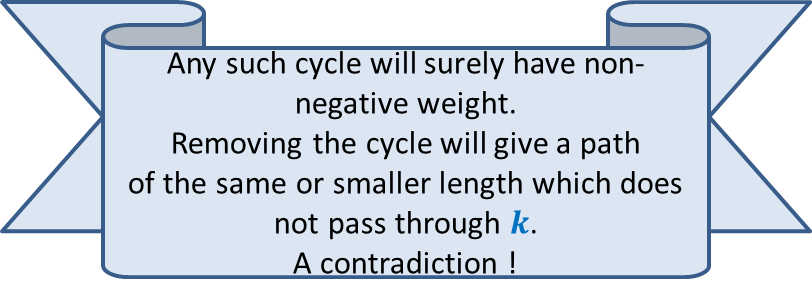 Any such cycle will surely have non-
negative weight.
Removing the cycle will give a path
of the same or smaller length which does
not pass through k.
A contradiction !